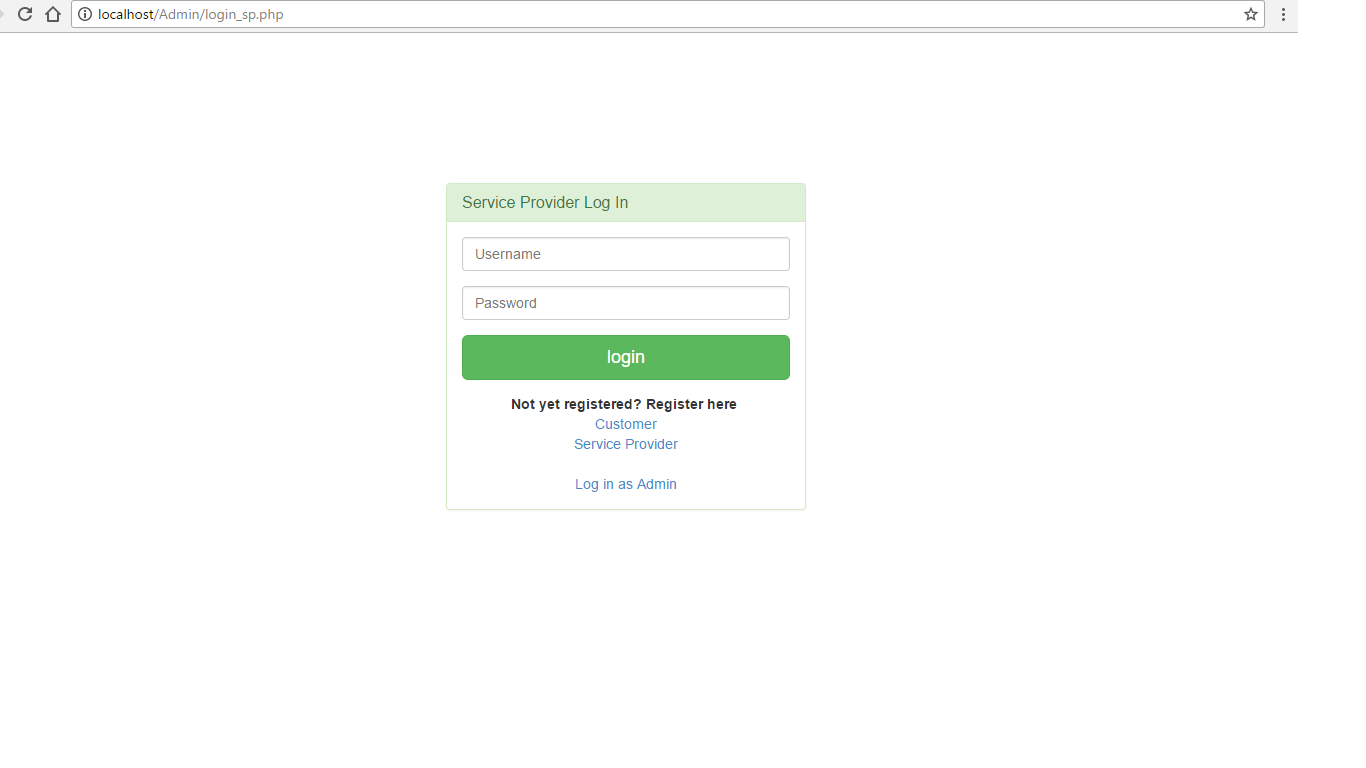 localhost/Admin/login_sp.php
Service Provider Log In
Username
Password
login
Not yet registered? Register here
Customer
Service Provider
Log in as Admin